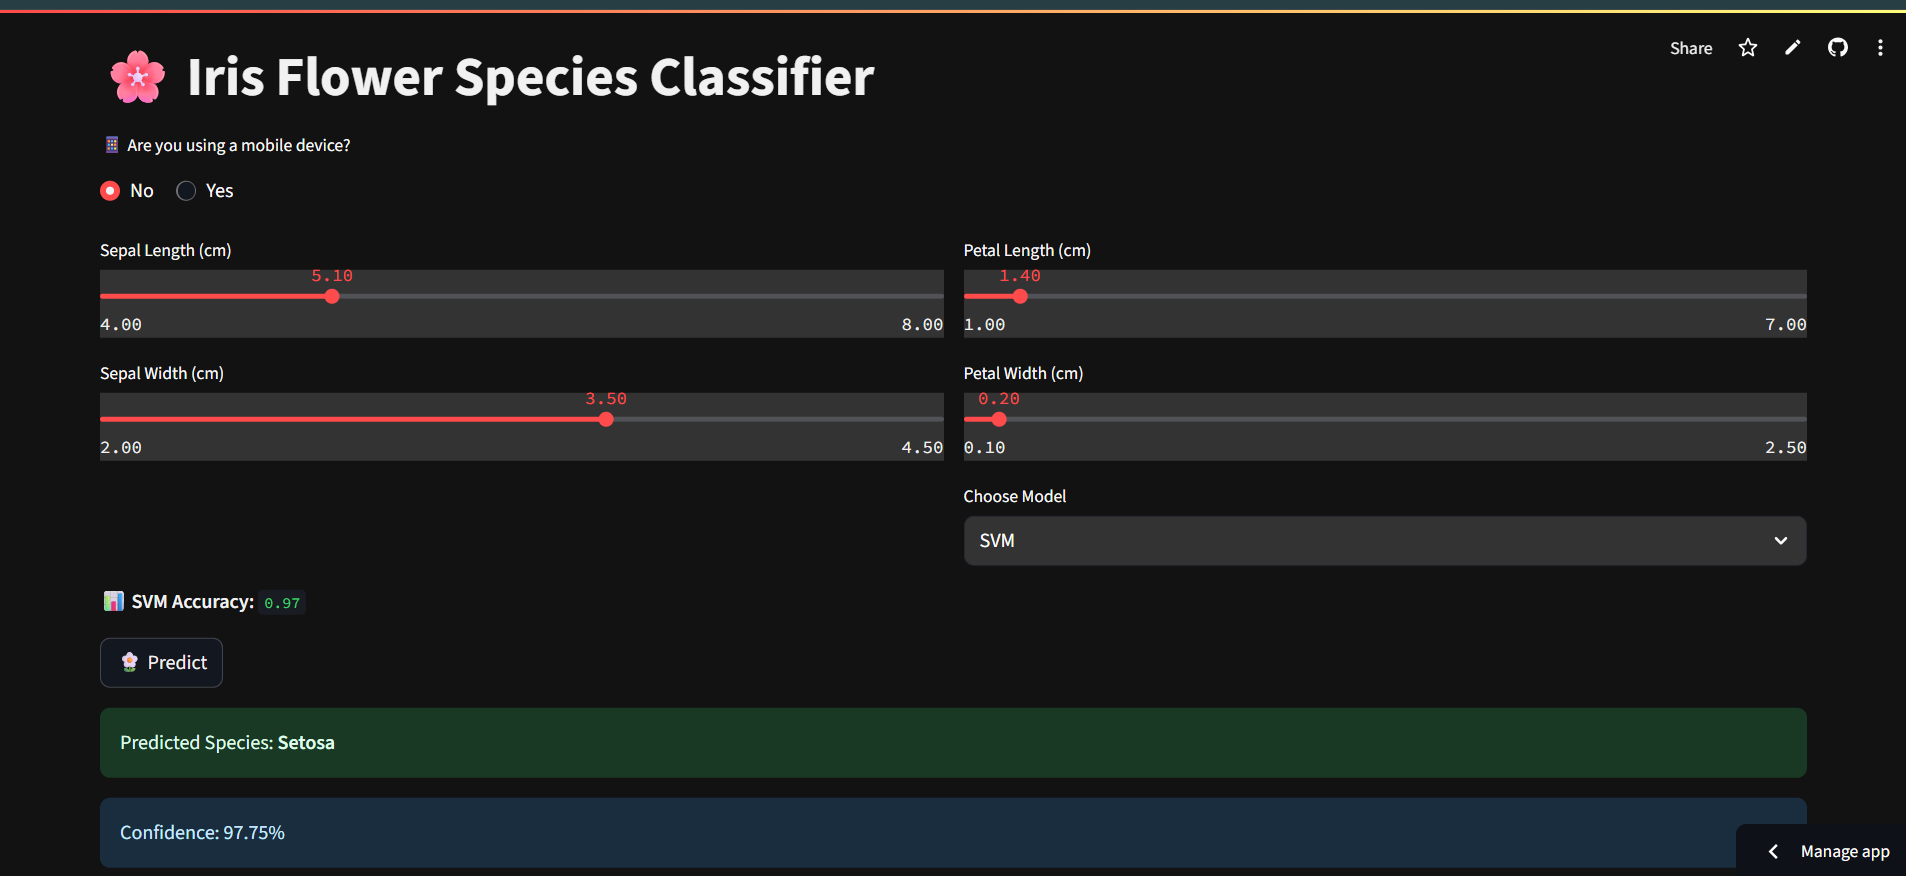 Share
Iris Flower Species Classifier
Are you using a mobile device?
No Yes
Sepal Length (cm)
5.10
4.00 8.00
Petal Length (cm)
1.40
1.00 7.00
Sepal Width (cm)
3.50
2.00 4.50
Petal Width (cm)
0.20
0.10 2.50
Choose Model
SVM
SVM Accuracy: 0.97
Predict
Predicted Species: Setosa
Confidence: 97.75%
Manage app